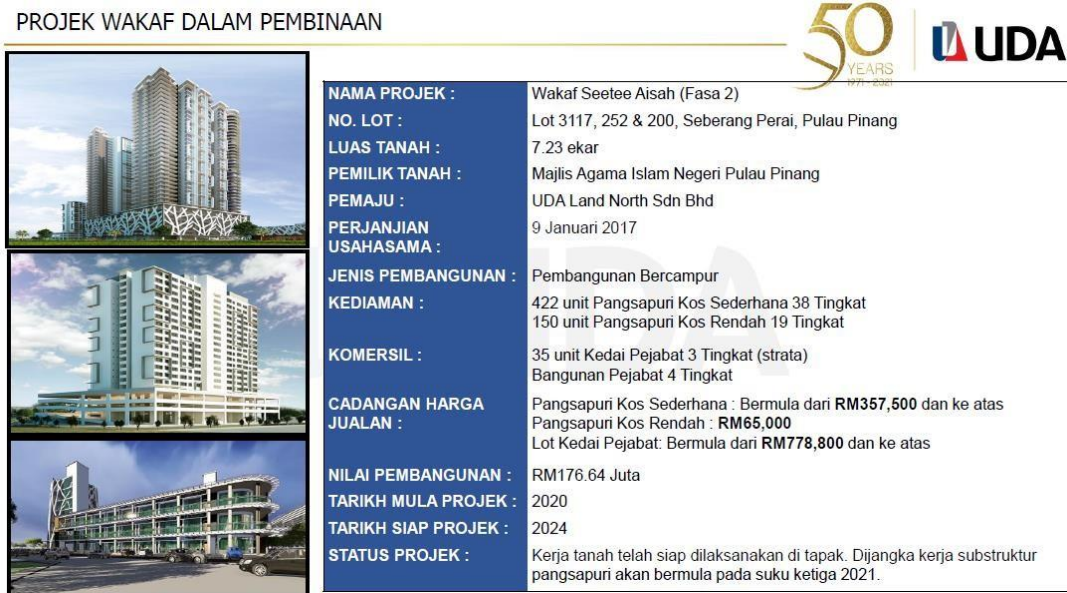 PROJEK WAKAF DALAM PEMBINAAN
50
YEARS
1971 - 2021
UDA
NAMA PROJEK : Wakaf Seetee Aisah (Fasa 2)
NO. LOT : Lot 3117, 252 & 200, Seberang Perai, Pulau Pinang
LUAS TANAH : 7.23 ekar
PEMILIK TANAH : Majlis Agama Islam Negeri Pulau Pinang
PEMAJU : UDA Land North Sdn Bhd
PERJANJIAN USAHASAMA : 9 Januari 2017
JENIS PEMBANGUNAN : Pembangunan Bercampur
KEDIAMAN : 422 unit Pangsapuri Kos Sederhana 38 Tingkat
150 unit Pangsapuri Kos Rendah 19 Tingkat
KOMERSIL : 35 unit Kedai Pejabat 3 Tingkat (strata)
Bangunan Pejabat 4 Tingkat
CADANGAN HARGA JUALAN : Pangsapuri Kos Sederhana : Bermula dari RM357,500 dan ke atas
Pangsapuri Kos Rendah : RM65,000
Lot Kedai Pejabat: Bermula dari RM778,800 dan ke atas
NILAI PEMBANGUNAN : RM176.64 Juta
TARIKH MULA PROJEK : 2020
TARIKH SIAP PROJEK : 2024
STATUS PROJEK : Kerja tanah telah siap dilaksanakan di tapak. Dijangka kerja substruktur
pangsapuri akan bermula pada suku ketiga 2021.